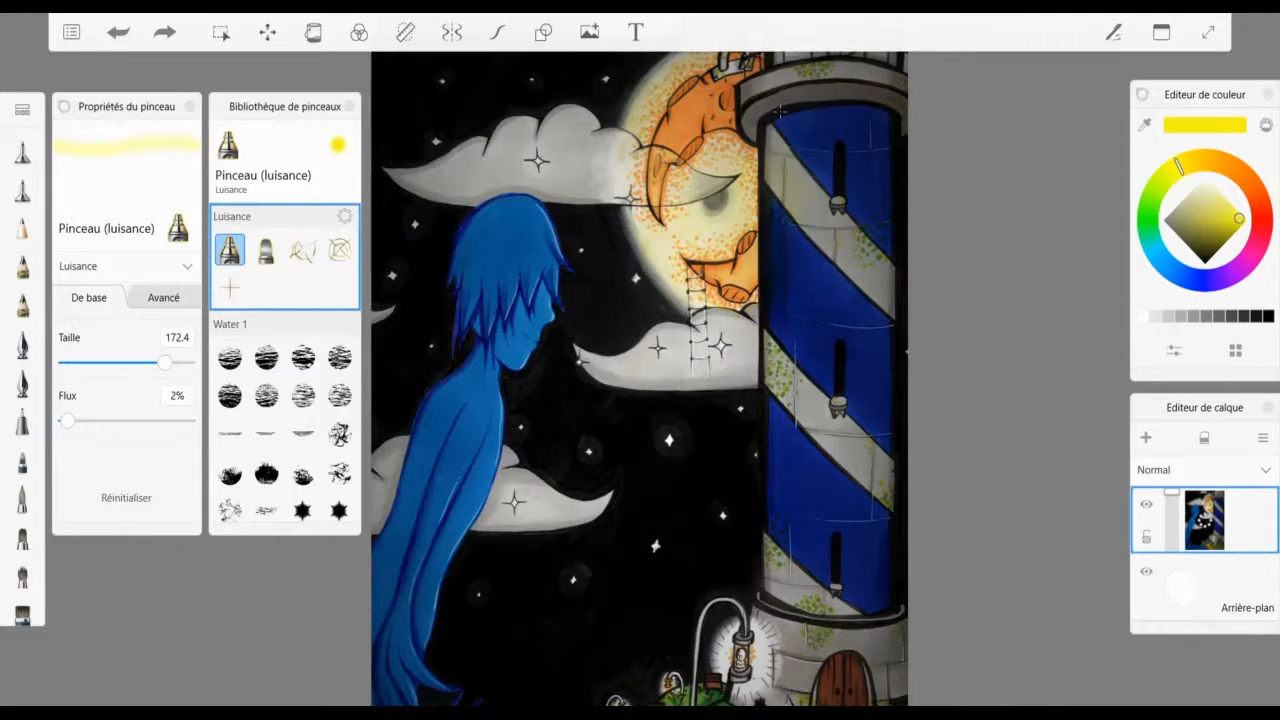 T
Propriétés du pinceau
Pinceau (luisance)
Luisance
De base
Avancé
Taille
172.4
Flux
2%
Réinitialiser
Bibliothèque de pinceaux
Pinceau (luisance)
Luisance
Luisance
Water 1
Editeur de couleur
Editeur de calque
Normal
Arrière-plan